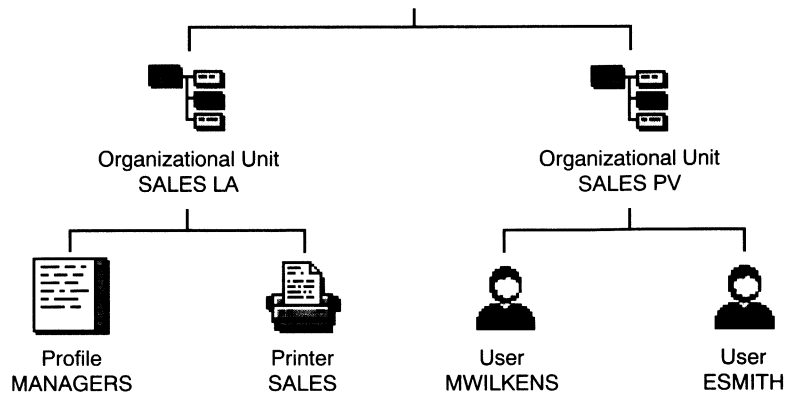 Organizational Unit
SALES LA
Organizational Unit
SALES PV
Profile
MANAGERS
Printer
SALES
User
MWILKENS
User
ESMITH